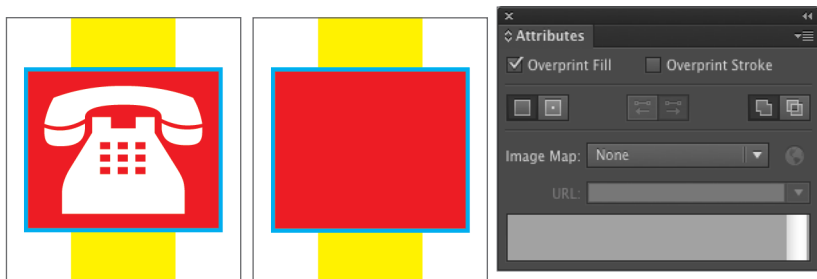 Attributes
Overprint Fill Overprint Stroke
Image Map: None
URL: